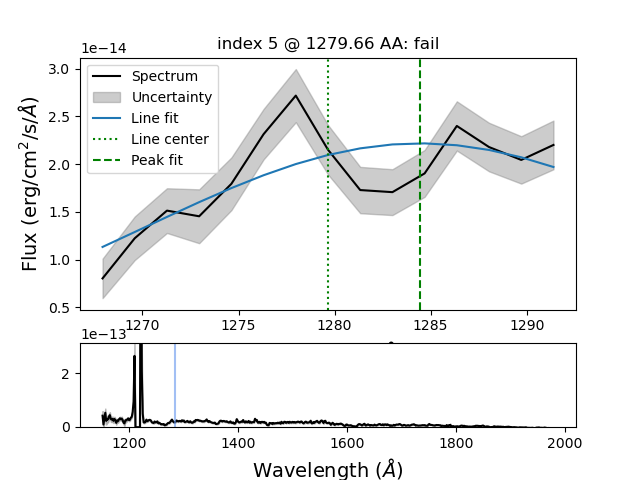 index 5 @ 1279.66 AA: fail
1e−14
Spectrum
Uncertainty
Line fit
Line center
Peak fit
Flux (erg/cm²/s/Å)
3.0
2.5
2.0
1.5
1.0
0.5
1270 1275 1280 1285 1290
1e−13
2
0
1200 1400 1600 1800 2000
Wavelength (Å)